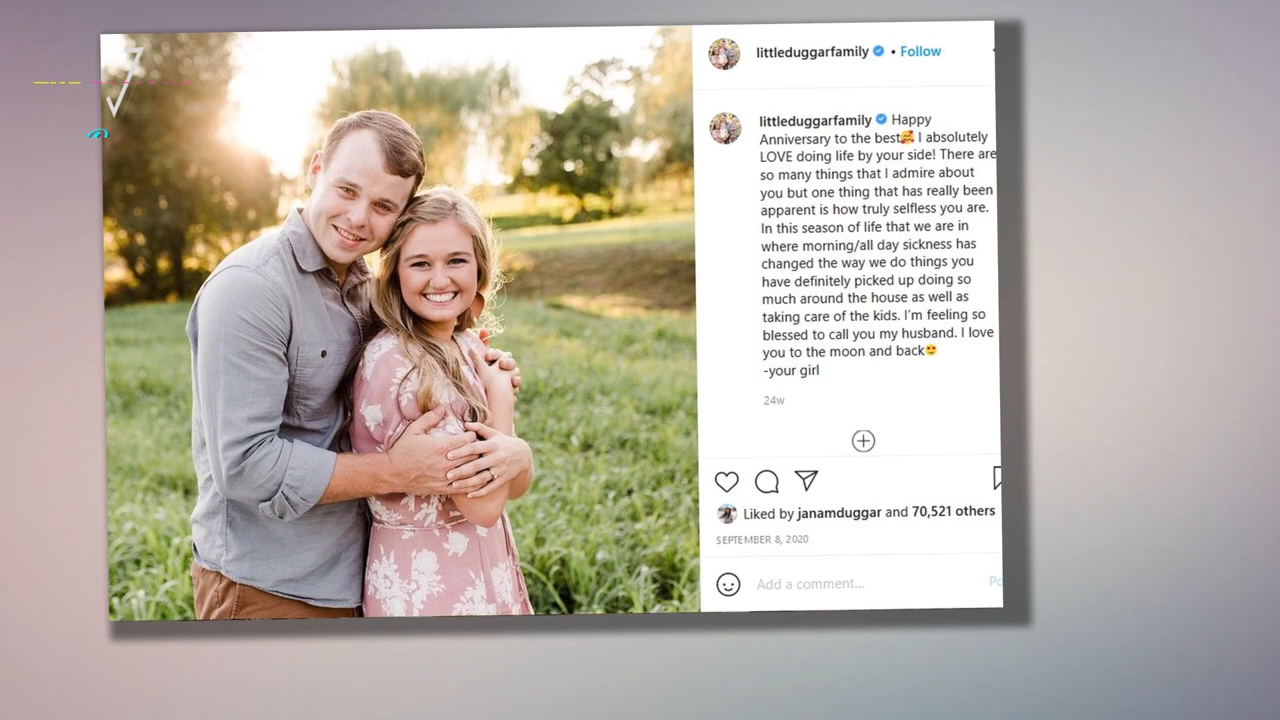 littleduggarfamily • Follow
littleduggarfamily Happy
Anniversary to the best🥰 I absolutely
LOVE doing life by your side! There are
so many things that I admire about
you but one thing that has really been
apparent is how truly selfless you are.
In this season of life that we are in
where morning/all day sickness has
changed the way we do things you
have definitely picked up doing so
much around the house as well as
taking care of the kids. I'm feeling so
blessed to call you my husband. I love
you to the moon and back😍
-your girl
24w
Liked by janamduggar and 70,521 others
SEPTEMBER 8, 2020
Add a comment...